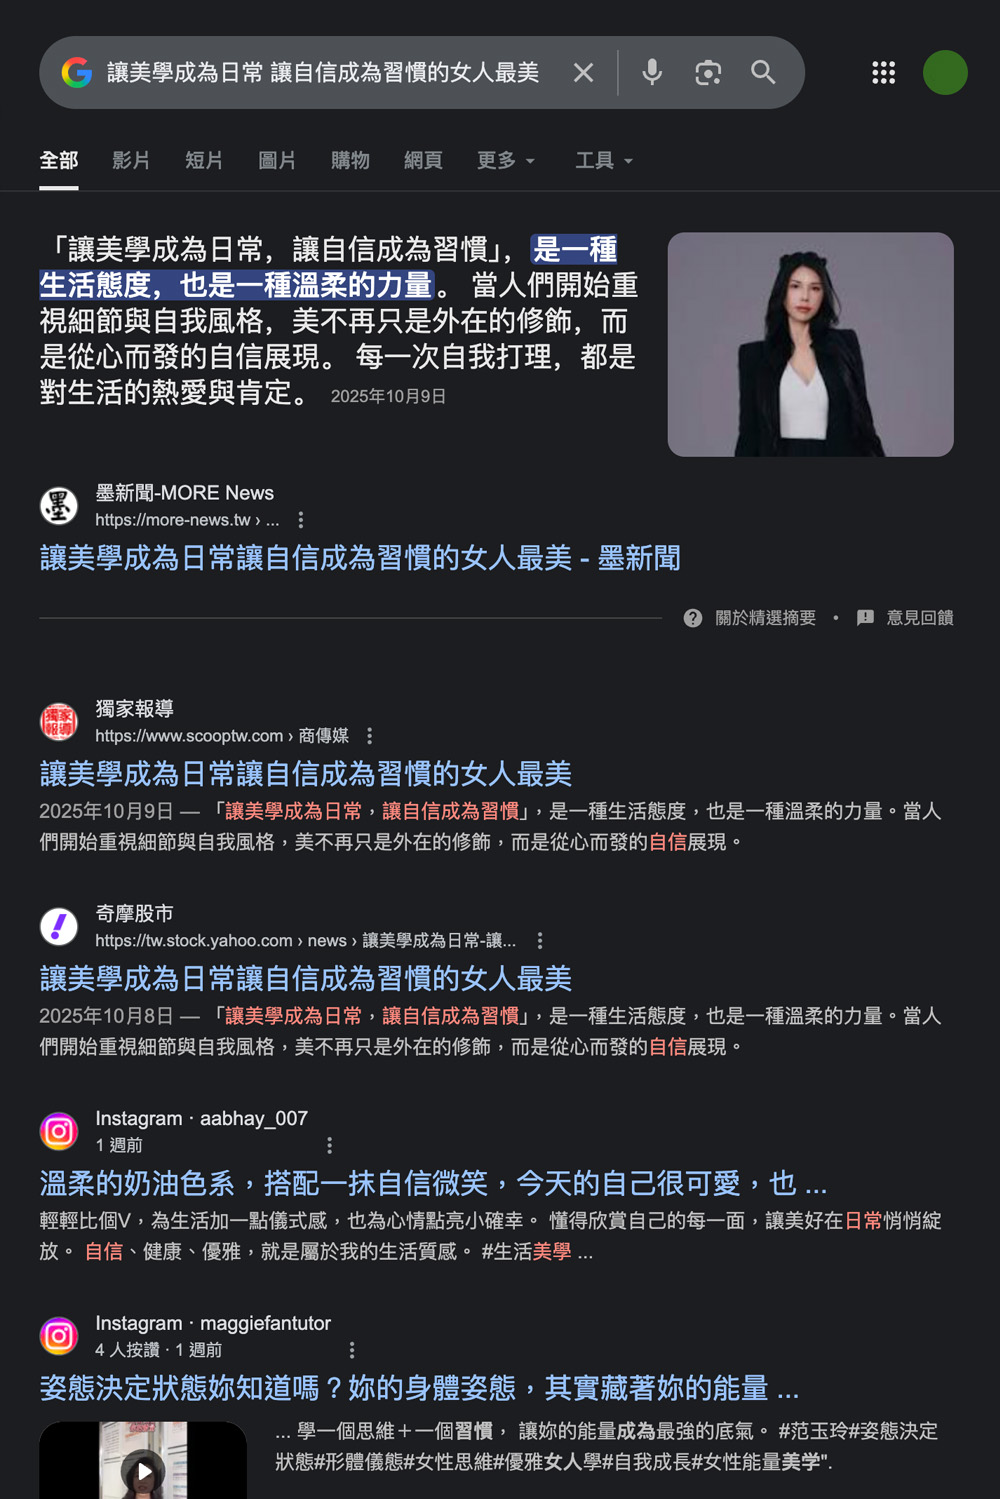 讓美學成為日常 讓自信成為習慣的女人最美
全部 影片 短片 圖片 購物 網頁 更多 工具
「讓美學成為日常，讓自信成為習慣」，是一種
生活態度，也是一種溫柔的力量。 當人們開始重
視細節與自我風格，美不再只是外在的修飾，而
是從心而發的自信展現。 每一次自我打理，都是
對生活的熱愛與肯定。 2025年10月9日
墨新聞-MORE News
https://more-news.tw › ...
讓美學成為日常讓自信成為習慣的女人最美 - 墨新聞
關於精選摘要 • 意見回饋
獨家報導
https://www.scooptw.com › 商傳媒
讓美學成為日常讓自信成為習慣的女人最美
2025年10月9日 — 「讓美學成為日常，讓自信成為習慣」，是一種生活態度，也是一種溫柔的力量。當人
們開始重視細節與自我風格，美不再只是外在的修飾，而是從心而發的自信展現。
奇摩股市
https://tw.stock.yahoo.com › news › 讓美學成為日常-讓...
讓美學成為日常讓自信成為習慣的女人最美
2025年10月8日 — 「讓美學成為日常，讓自信成為習慣」，是一種生活態度，也是一種溫柔的力量。當人
們開始重視細節與自我風格，美不再只是外在的修飾，而是從心而發的自信展現。
Instagram · aabhay_007
1 週前
溫柔的奶油色系，搭配一抹自信微笑，今天的自己很可愛，也 ...
輕輕比個V，為生活加一點儀式感，也為心情點亮小確幸。 懂得欣賞自己的每一面，讓美好在日常悄悄綻
放。 自信、健康、優雅，就是屬於我的生活質感。 #生活美學 ...
Instagram · maggiefantutor
4 人按讚 · 1 週前
姿態決定狀態妳知道嗎？妳的身體姿態，其實藏著妳的能量 ...
... 學一個思維＋一個習慣， 讓妳的能量成為最強的底氣。 #范玉玲#姿態決定
狀態#形體儀態#女性思維#優雅女人學#自我成長#女性能量美学".